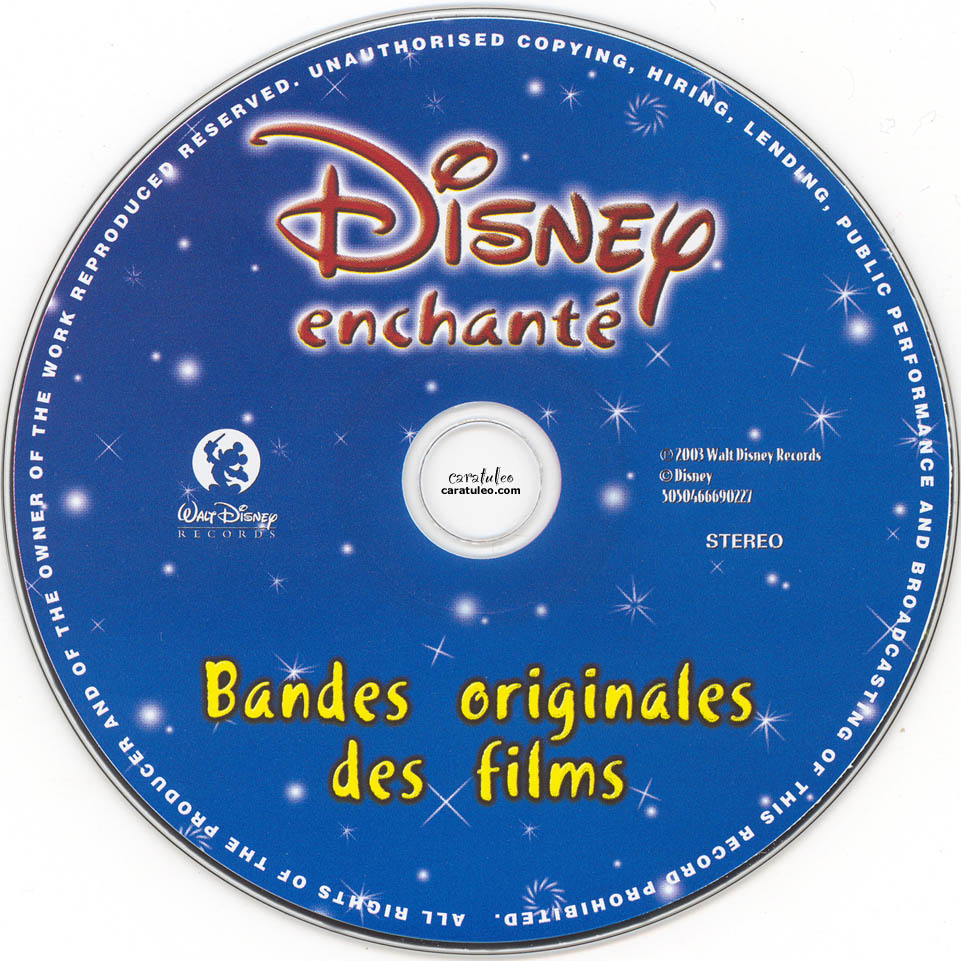 ALL RIGHTS OF THE PRODUCER AND OF THE OWNER OF THE WORK REPRODUCED RESERVED. UNAUTHORISED COPYING, HIRING, LENDING, PUBLIC PERFORMANCE AND BROADCASTING OF THIS RECORD PROHIBITED.
DISNEY
enchanté
WALT DISNEY
RECORDS
caratuleo
caratuleo.com
℗ 2003 Walt Disney Records
© Disney
5050466690227
STEREO
Bandes originales
des films